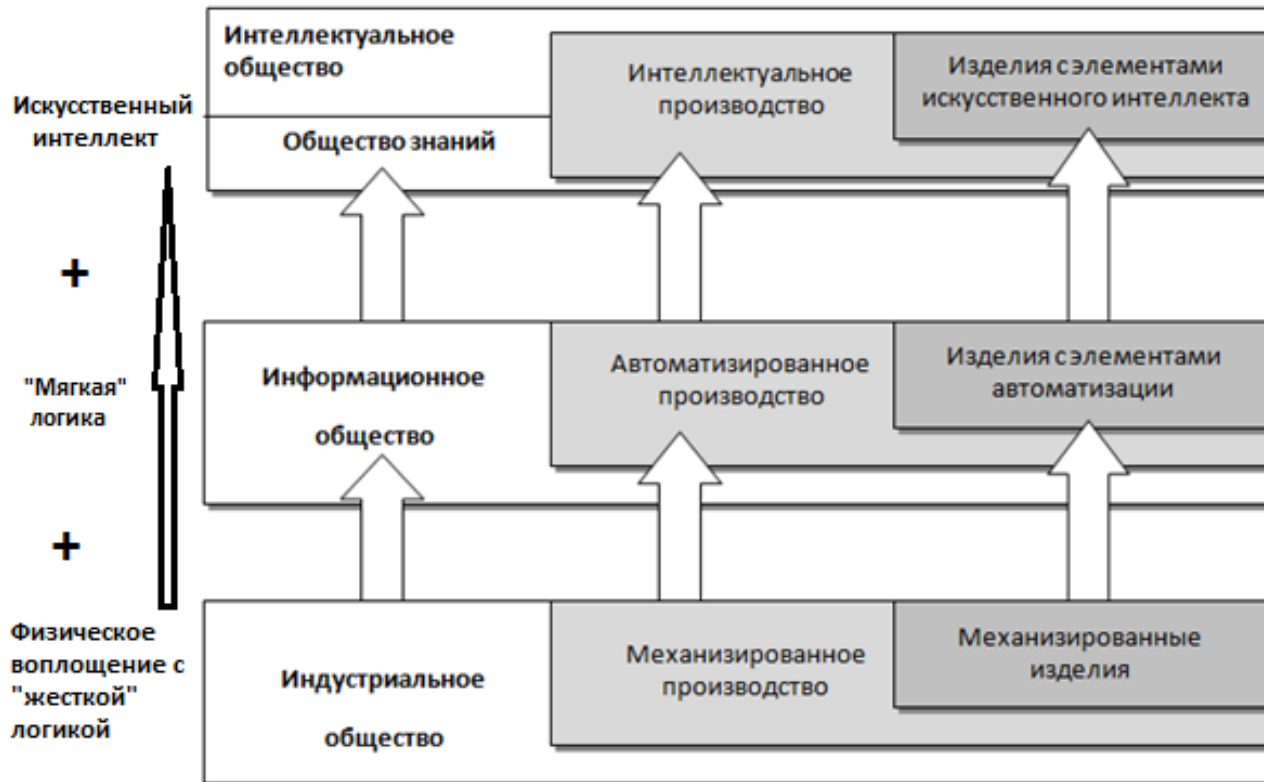 Искусственный
интеллект
+
"Мягкая"
логика
+
Физическое
воплощение с
"жесткой"
логикой
Интеллектуальное
общество
Общество знаний
Интеллектуальное
производство
Изделия с элементами
искусственного интеллекта
Информационное
общество
Автоматизированное
производство
Изделия с элементами
автоматизации
Индустриальное
общество
Механизированное
производство
Механизированные
изделия